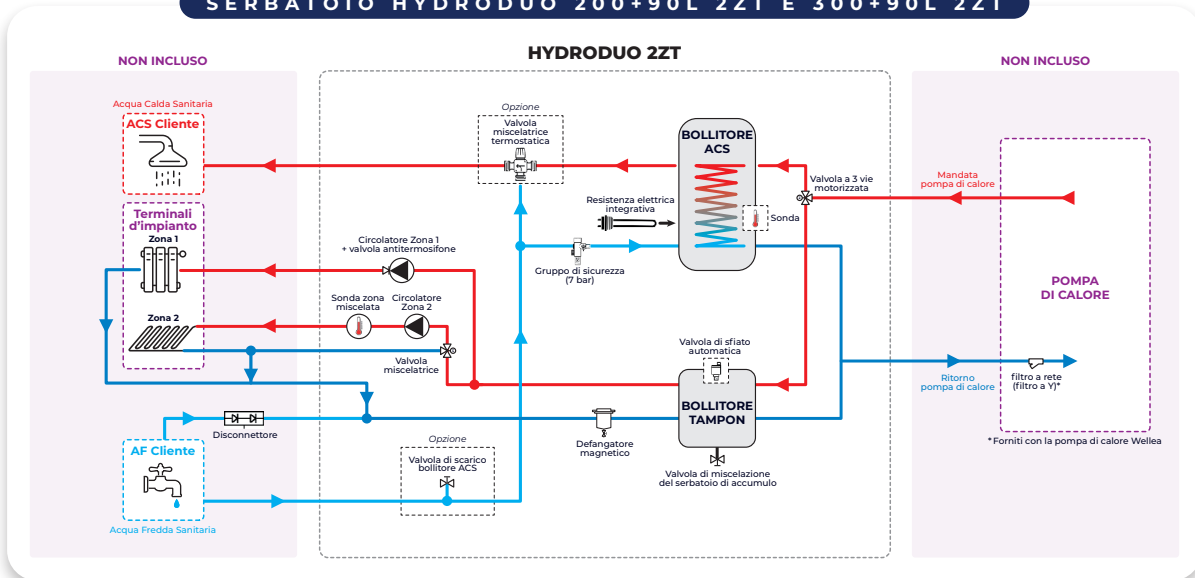 SERBATOIO HYDRODUO 200+90L 2ZT E 300+90L 2ZT
HYDRODUO 2ZT
NON INCLUSO
NON INCLUSO
Acqua Calda Sanitaria
ACS Cliente
Opzione
Valvola
miscelatrice
termostatica
BOLLITORE
ACS
Valvola a 3 vie
motorizzata
Mandata
pompa di calore
Resistenza elettrica
integrativa
Sonda
Terminali
d'impianto
Zona 1
Circolatore Zona 1
+ valvola antitermosifone
Gruppo di sicurezza
(7 bar)
POMPA
DI CALORE
Sonda zona
miscelata
Circolatore
Zona 2
Zona 2
Valvola
miscelatrice
Valvola di sfiato
automatica
BOLLITORE
TAMPON
Ritorno
pompa di calore
filtro a rete
(filtro a Y)*
Disconnettore
Defangatore
magnetico
*Forniti con la pompa di calore Wellea
AF Cliente
Opzione
Valvola di scarico
bollitore ACS
Valvola di miscelazione
del serbatoio di accumulo
Acqua Fredda Sanitaria